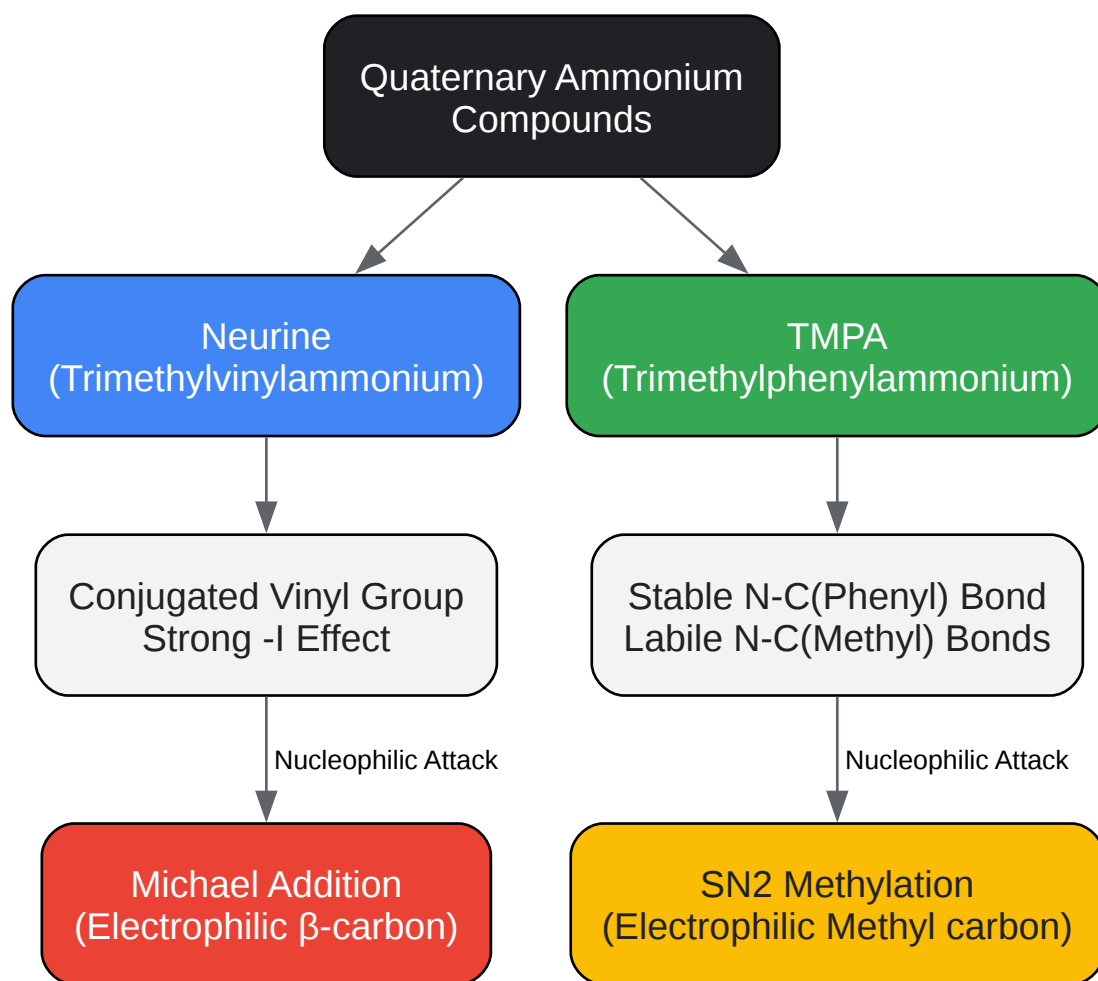 Quaternary Ammonium
Compounds
Neurine
(Trimethylvinylammonium)
TMPA
(Trimethylphenylammonium)
Conjugated Vinyl Group
Strong -I Effect
Stable N-C(Phenyl) Bond
Labile N-C(Methyl) Bonds
Nucleophilic Attack
Nucleophilic Attack
Michael Addition
(Electrophilic β-carbon)
SN2 Methylation
(Electrophilic Methyl carbon)